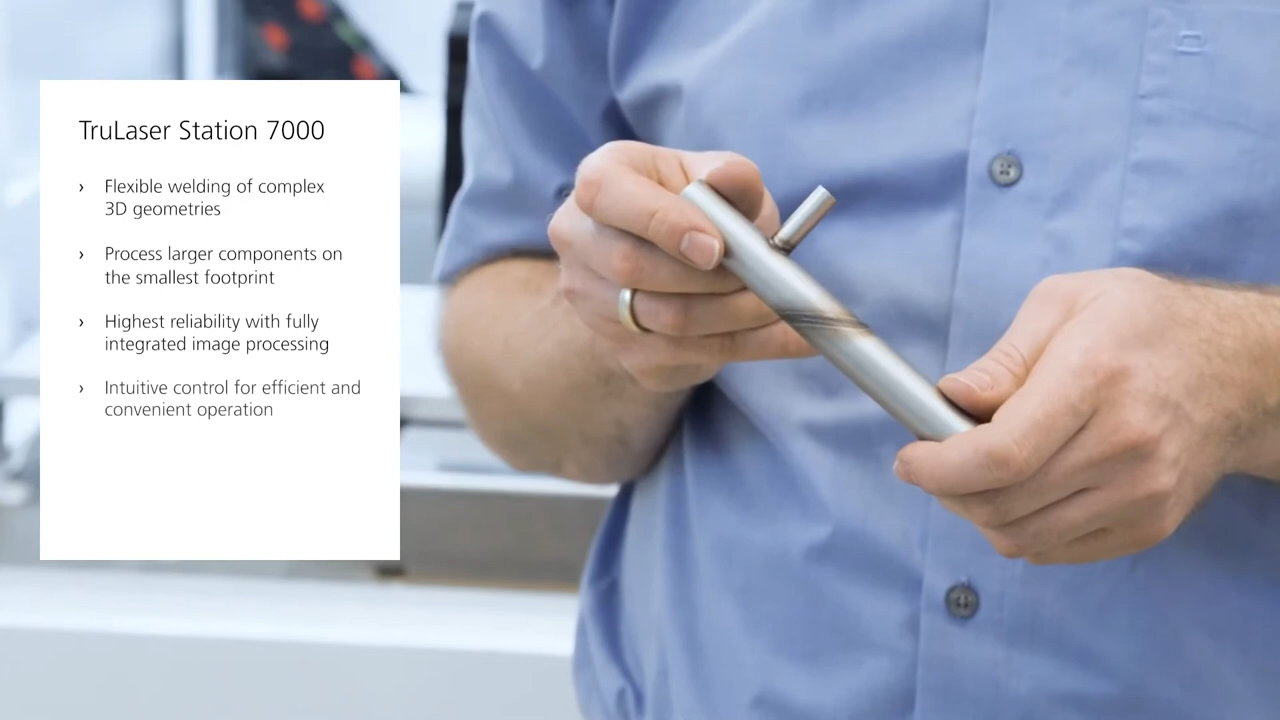 TruLaser Station 7000
› Flexible welding of complex
3D geometries
› Process larger components on
the smallest footprint
› Highest reliability with fully
integrated image processing
› Intuitive control for efficient and
convenient operation